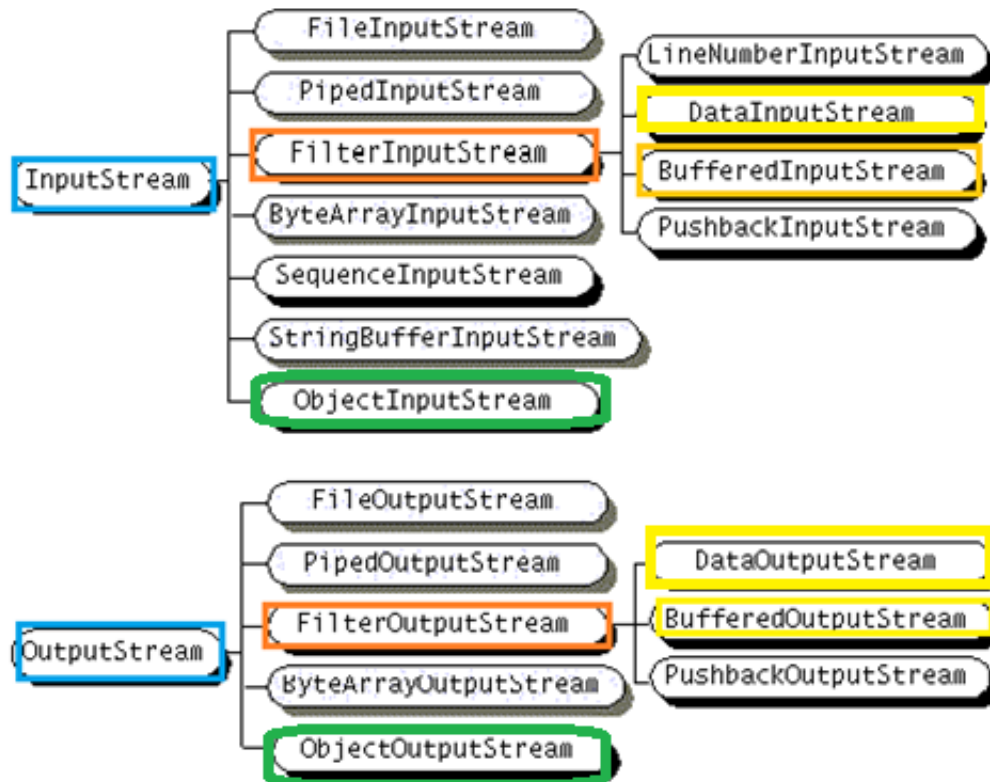 FileInputStream
PipedInputStream
FilterInputStream
InputStream
ByteArrayInputStream
SequenceInputStream
StringBufferInputStream
ObjectInputStream
LineNumberInputStream
DataInputStream
BufferedInputStream
PushbackInputStream
FileOutputStream
PipedOutputStream
FilterOutputStream
OutputStream
ByteArrayOutputStream
ObjectOutputStream
DataOutputStream
BufferedOutputStream
PushbackOutputStream